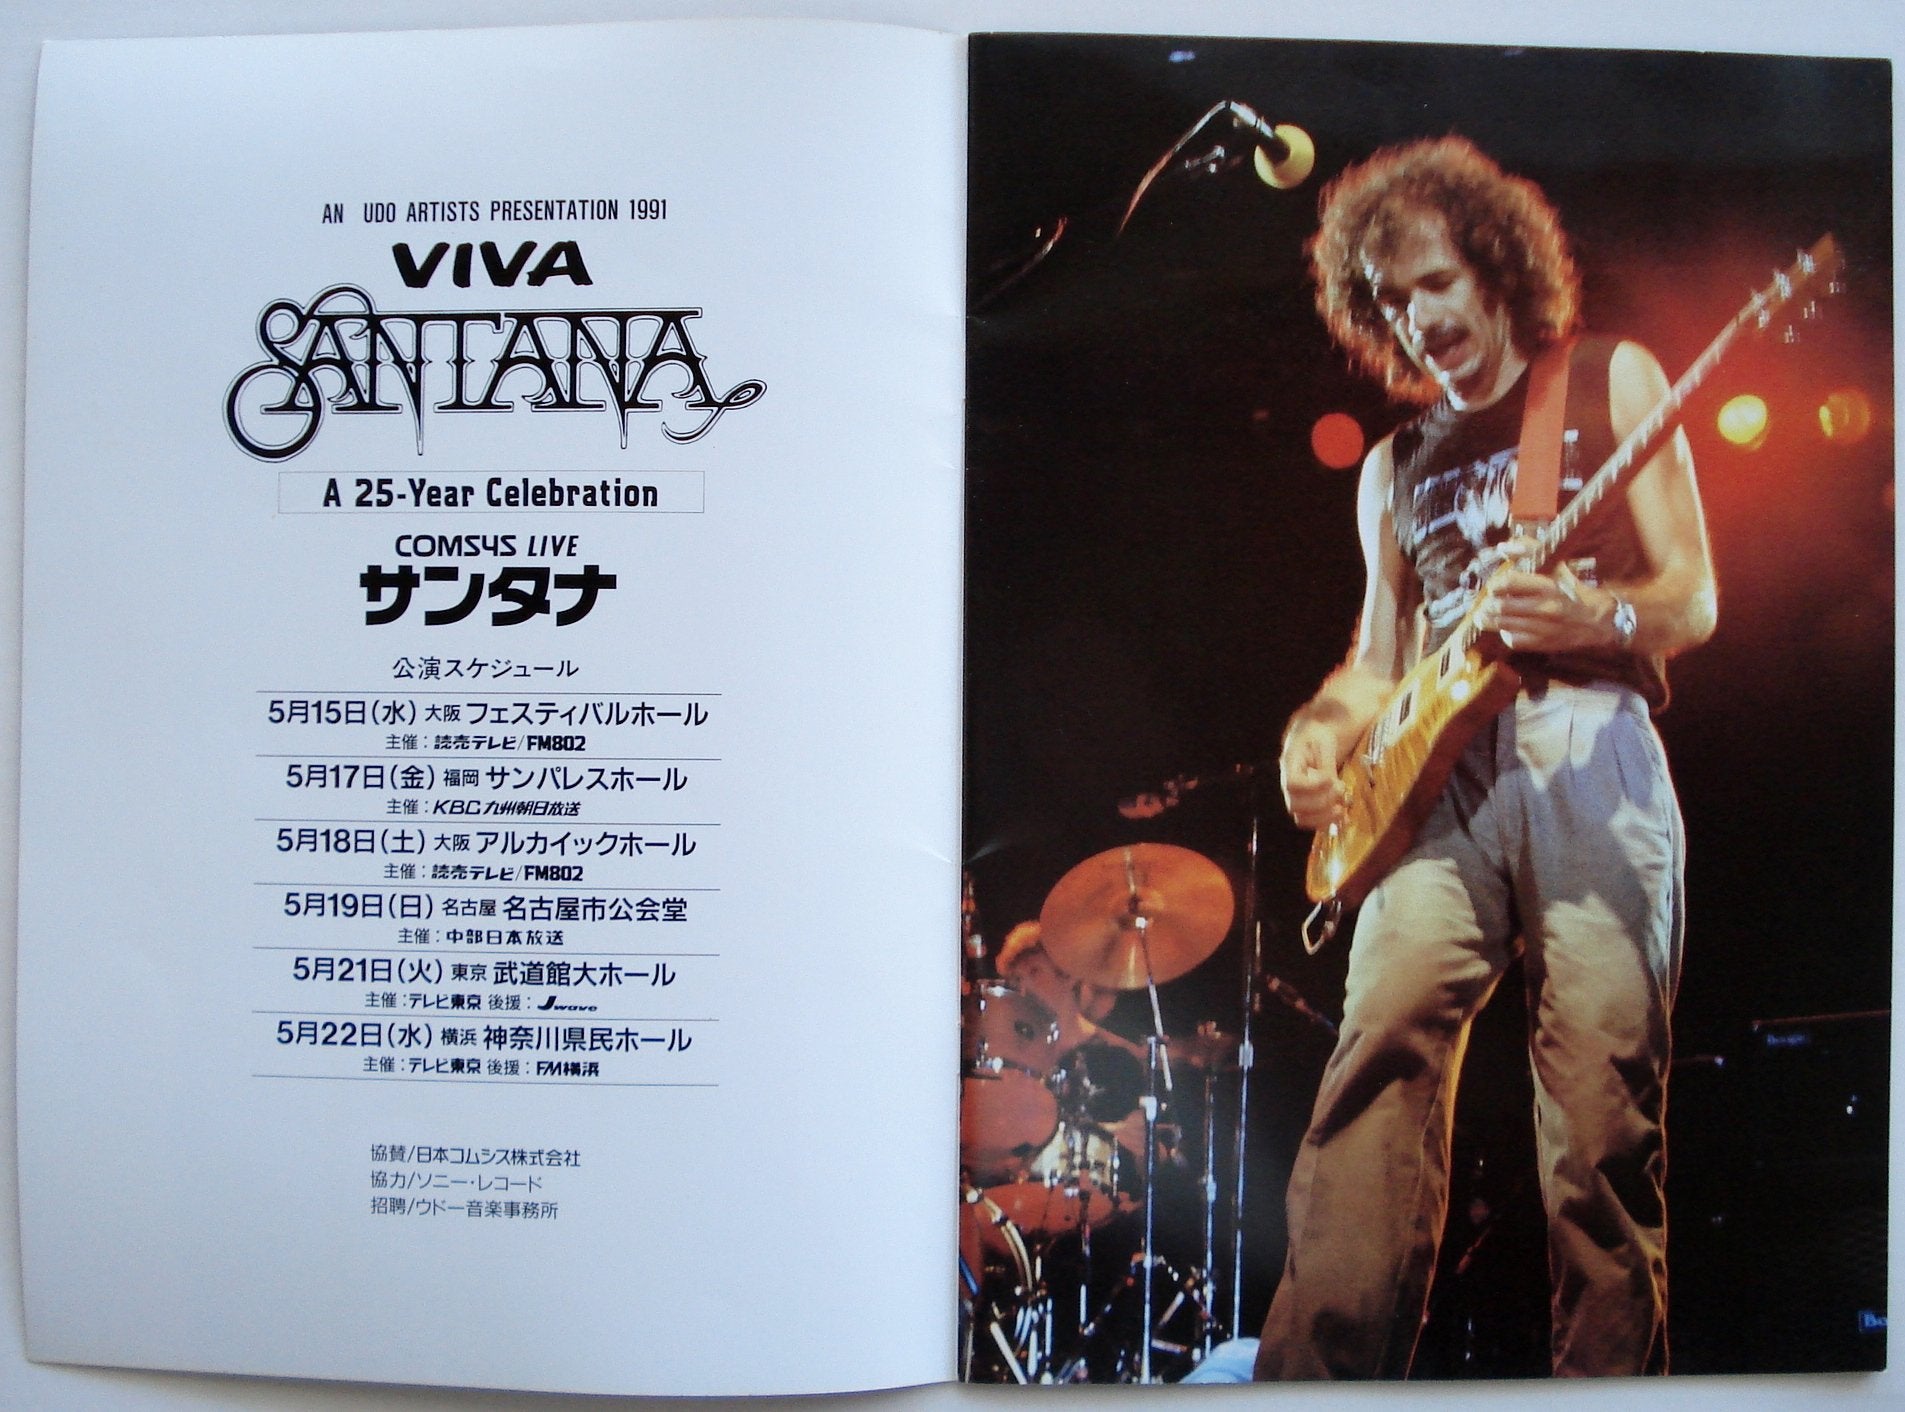 AN UDO ARTISTS PRESENTATION 1991
VIVA
SANTANA
A 25-Year Celebration
COMSYS LIVE
サンタナ
公演スケジュール
5月15日(水) 大阪 フェスティバルホール
主催：読売テレビ/FM802
5月17日(金) 福岡 サンパレスホール
主催：KBC九州朝日放送
5月18日(土) 大阪 アルカイックホール
主催：読売テレビ/FM802
5月19日(日) 名古屋 名古屋市公会堂
主催：中部日本放送
5月21日(火) 東京 武道館大ホール
主催：テレビ東京 後援：J wave
5月22日(水) 横浜 神奈川県民ホール
主催：テレビ東京 後援：FM横浜
協賛/日本コムシス株式会社
協力/ソニー・レコード
招聘/ウドー音楽事務所